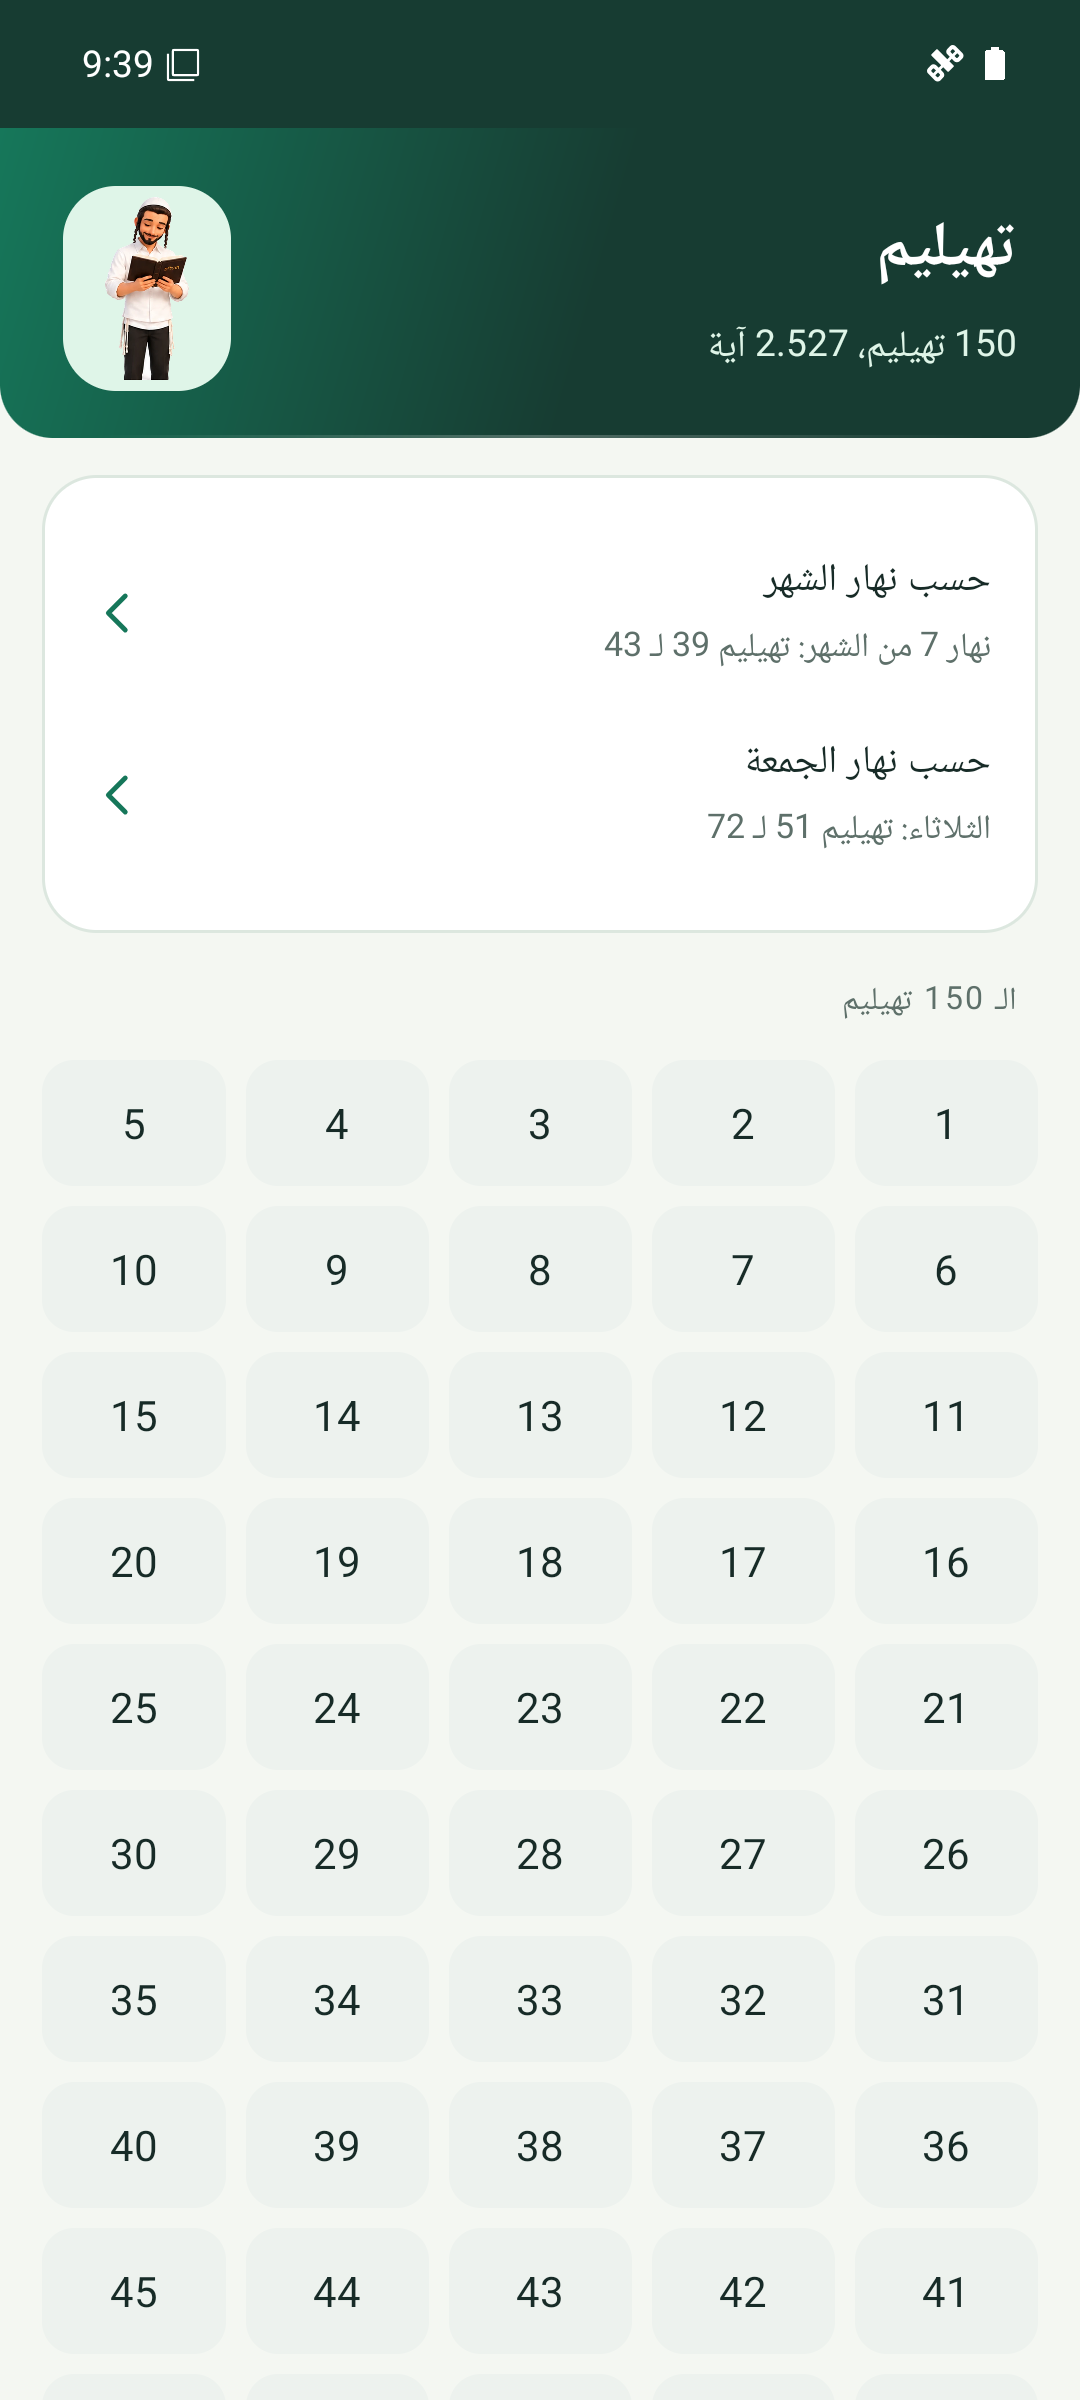 9:39
تهيليم
150 تهيليم، 2.527 آية
حسب نهار الشهر
نهار 7 من الشهر: تهيليم 39 لـ 43
حسب نهار الجمعة
الثلاثاء: تهيليم 51 لـ 72
الـ 150 تهيليم
1 2 3 4 5
6 7 8 9 10
11 12 13 14 15
16 17 18 19 20
21 22 23 24 25
26 27 28 29 30
31 32 33 34 35
36 37 38 39 40
41 42 43 44 45